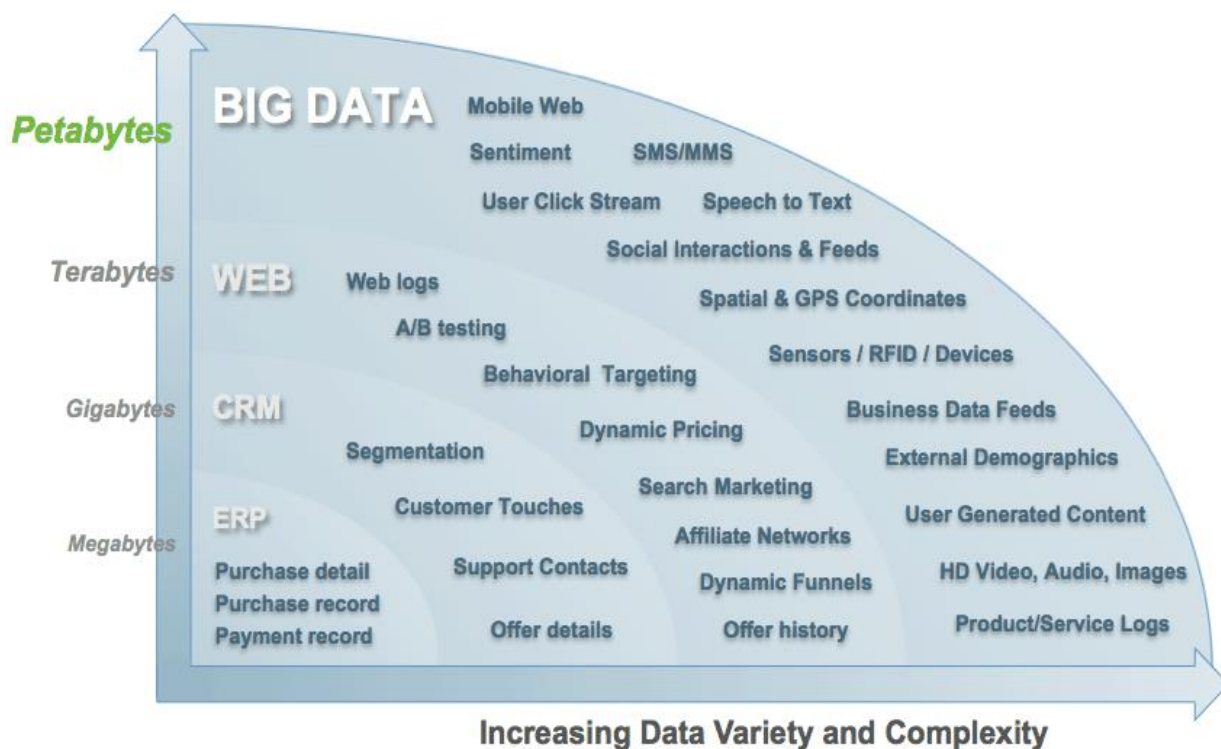 BIG DATA
Mobile Web
Petabytes
Sentiment
SMS/MMS
User Click Stream
Speech to Text
Social Interactions & Feeds
Terabytes
WEB
Web logs
Spatial & GPS Coordinates
A/B testing
Sensors / RFID / Devices
Behavioral Targeting
Gigabytes
CRM
Business Data Feeds
Dynamic Pricing
Segmentation
External Demographics
Search Marketing
Customer Touches
User Generated Content
ERP
Megabytes
Affiliate Networks
Purchase detail
Support Contacts
Dynamic Funnels
HD Video, Audio, Images
Purchase record
Payment record
Offer details
Offer history
Product/Service Logs
Increasing Data Variety and Complexity